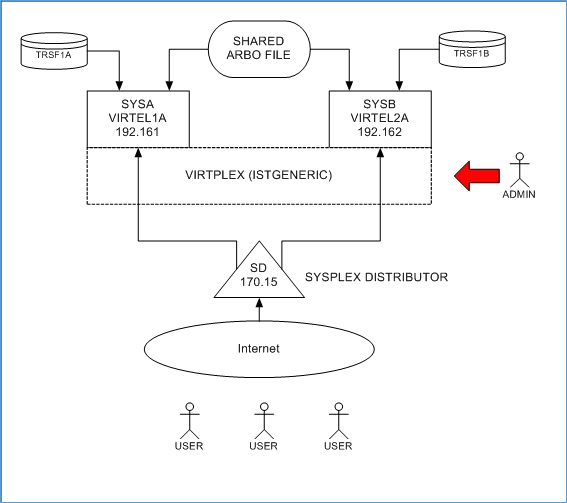 SHARED
ARBO FILE
TRSF1A
TRSF1B
SYSA
VIRTEL1A
192.161
SYSB
VIRTEL2A
192.162
VIRTPLEX (ISTGENERIC)
ADMIN
SD
170.15
SYSPLEX DISTRIBUTOR
Internet
USER
USER
USER